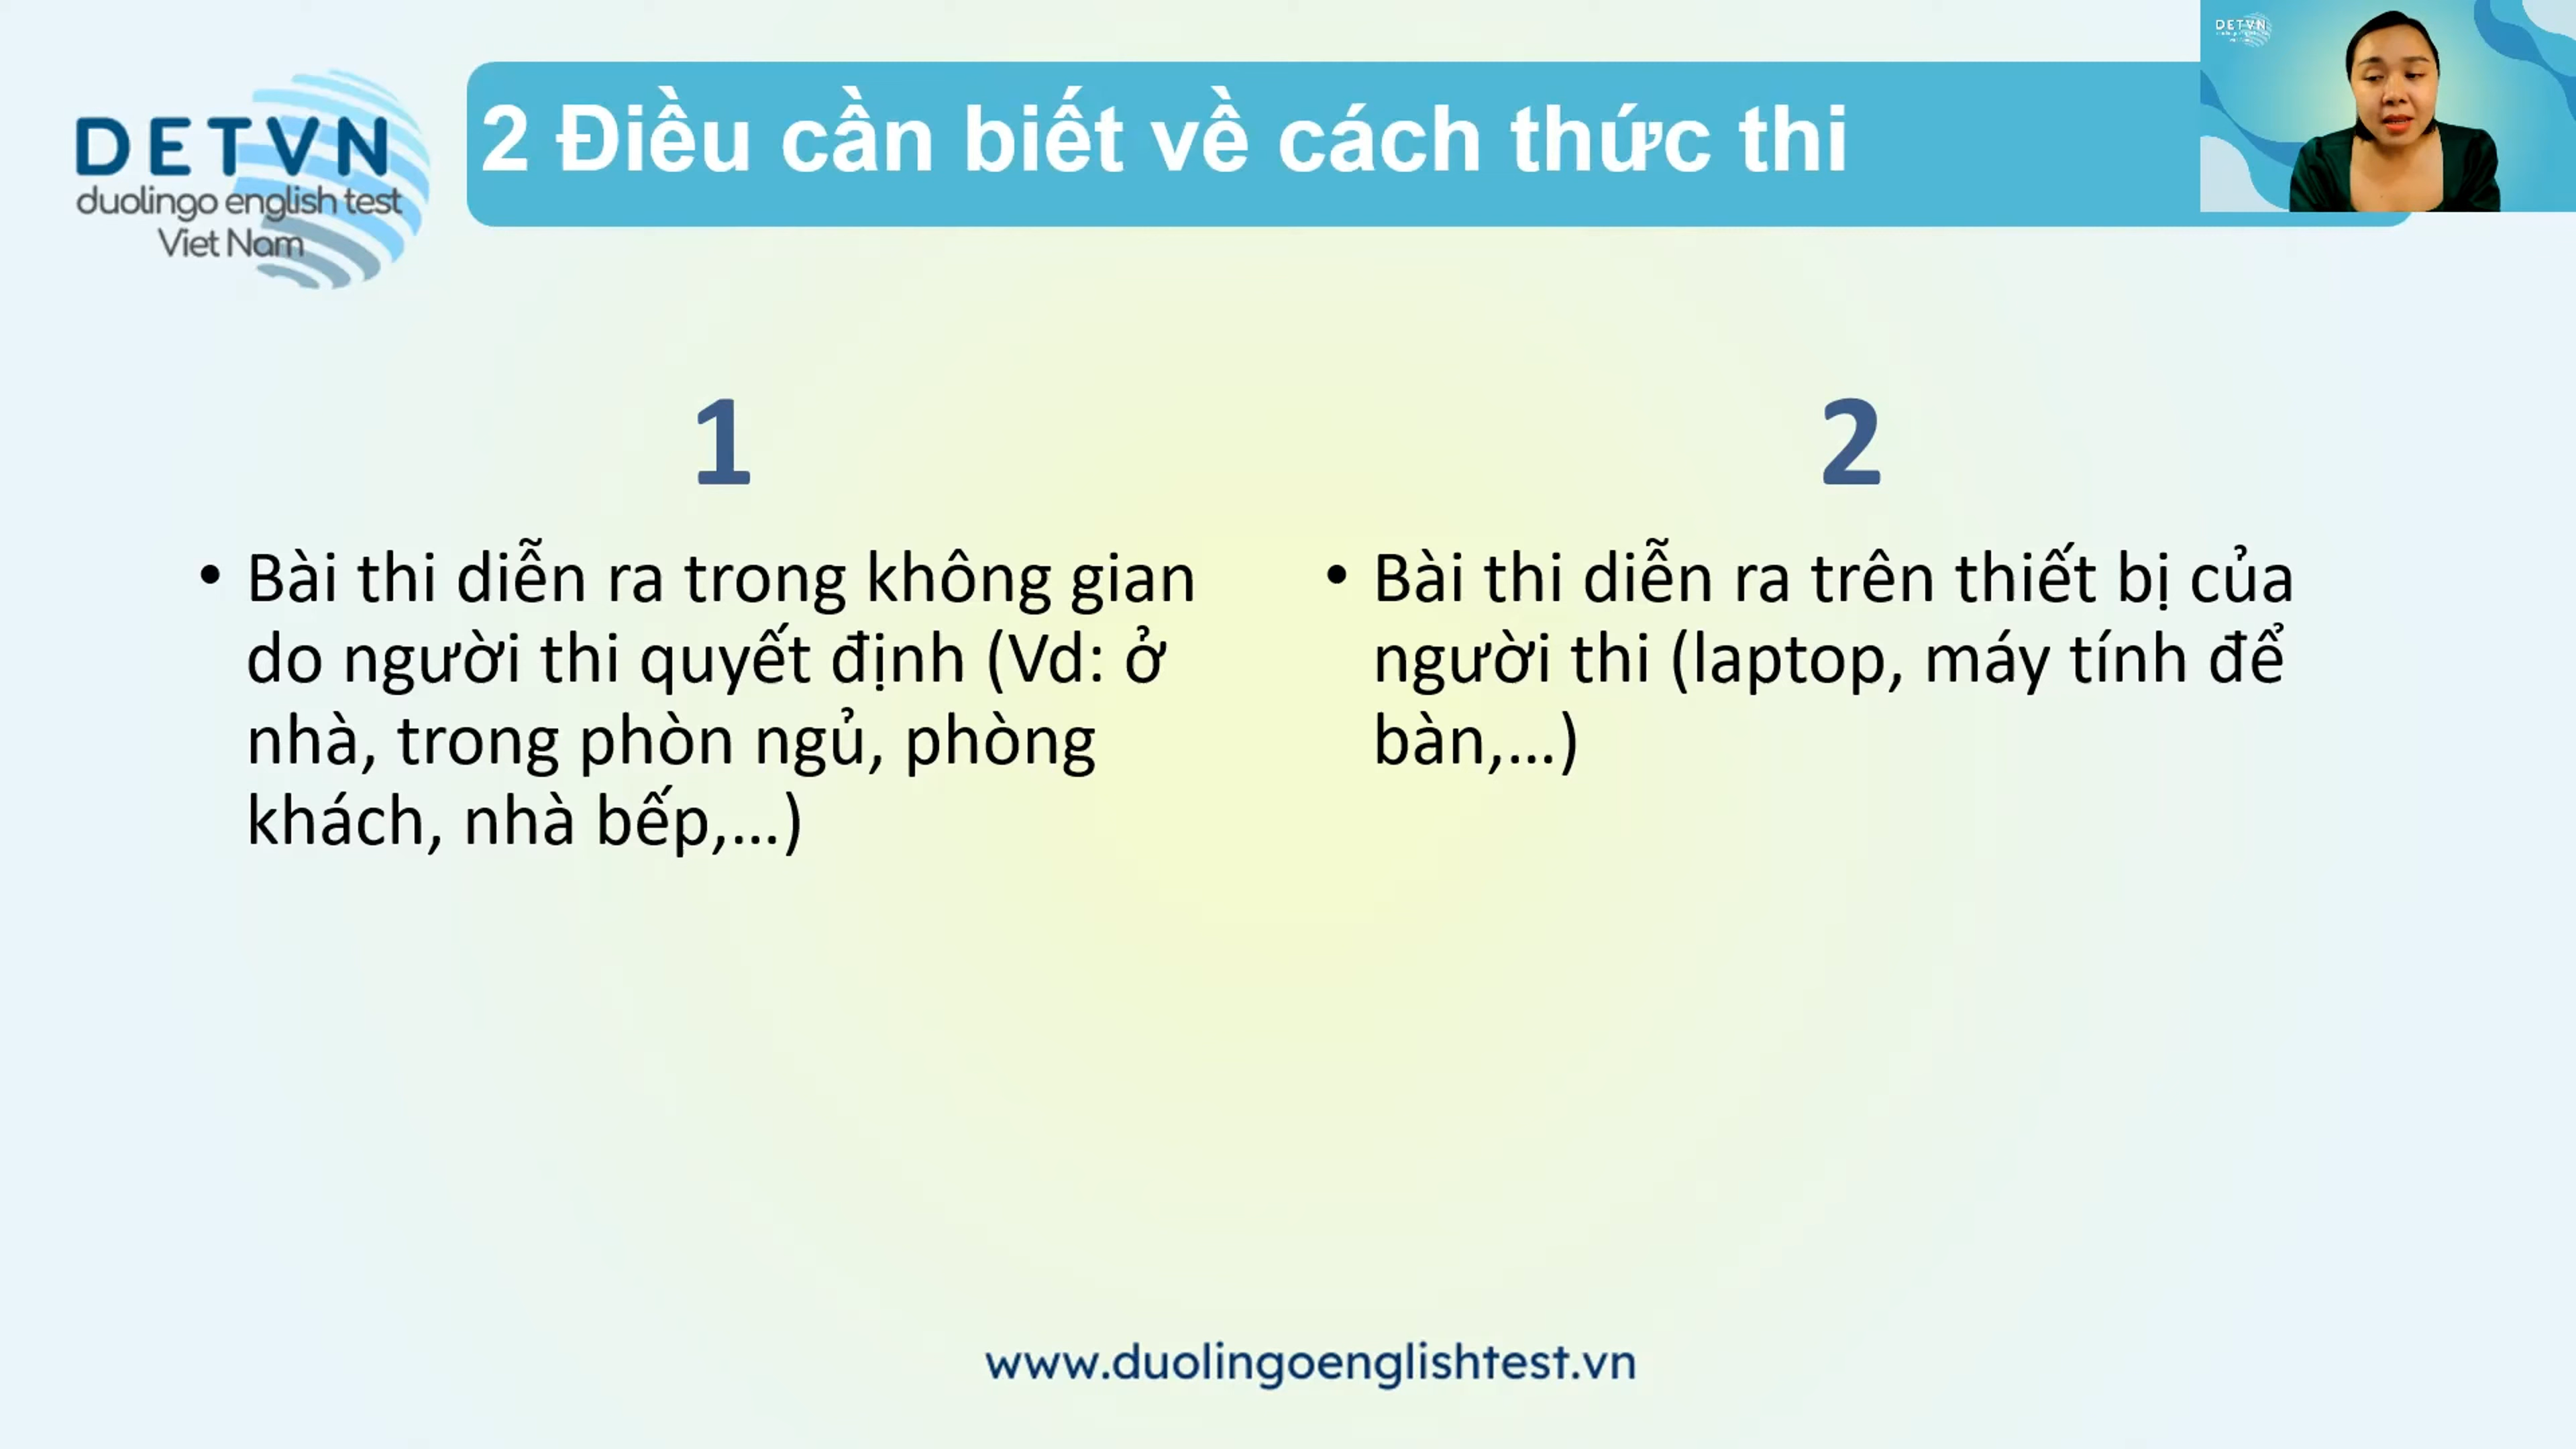 DETVN
duolingo english test
Viet Nam
2 Điều cần biết về cách thức thi
DETVN
1
• Bài thi diễn ra trong không gian
do người thi quyết định (Vd: ở
nhà, trong phòn ngủ, phòng
khách, nhà bếp,...)
2
• Bài thi diễn ra trên thiết bị của
người thi (laptop, máy tính để
bàn,...)
www.duolingoenglishtest.vn